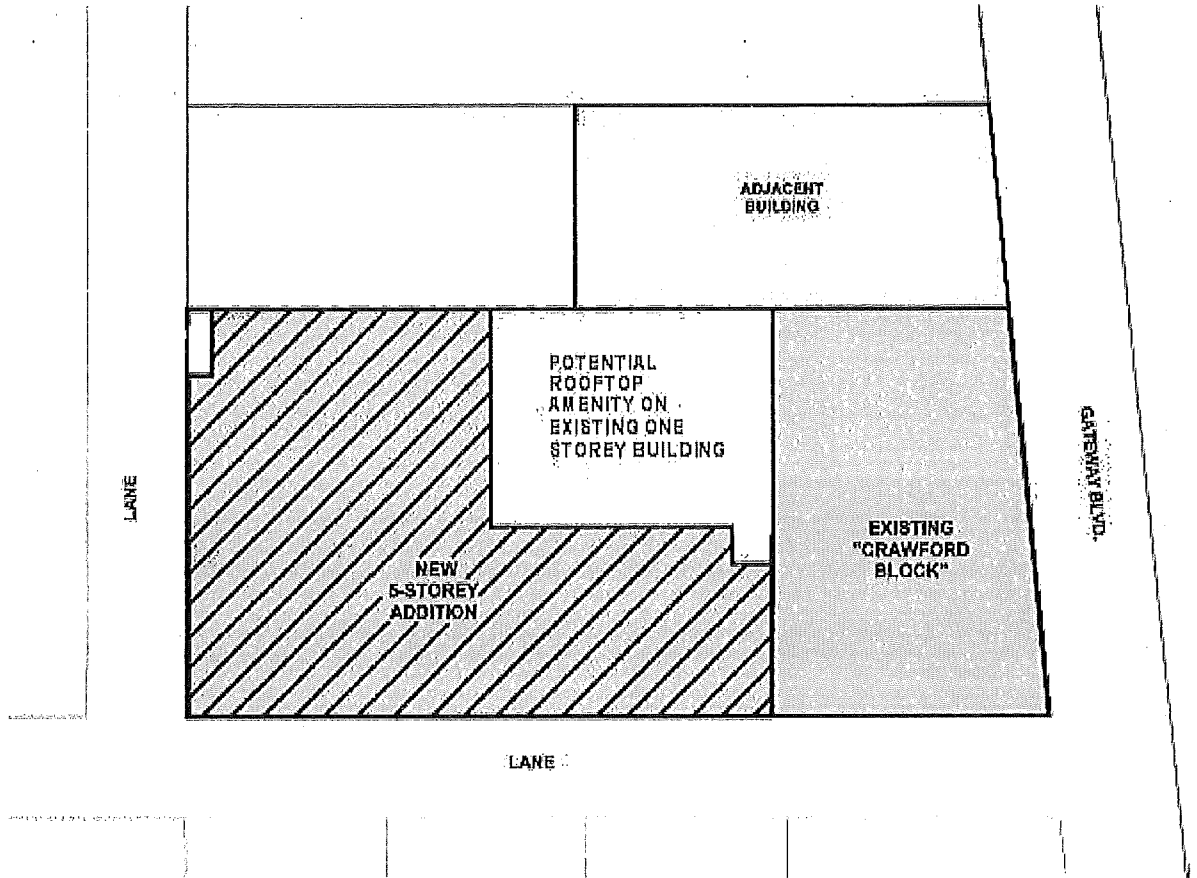 ADJACENT
BUILDING
POTENTIAL
ROOFTOP
AMENITY ON
EXISTING ONE
STOREY BUILDING
GATEWAY BLVD.
LANE
EXISTING
"CRAWFORD
BLOCK"
NEW
5-STOREY
ADDITION
LANE